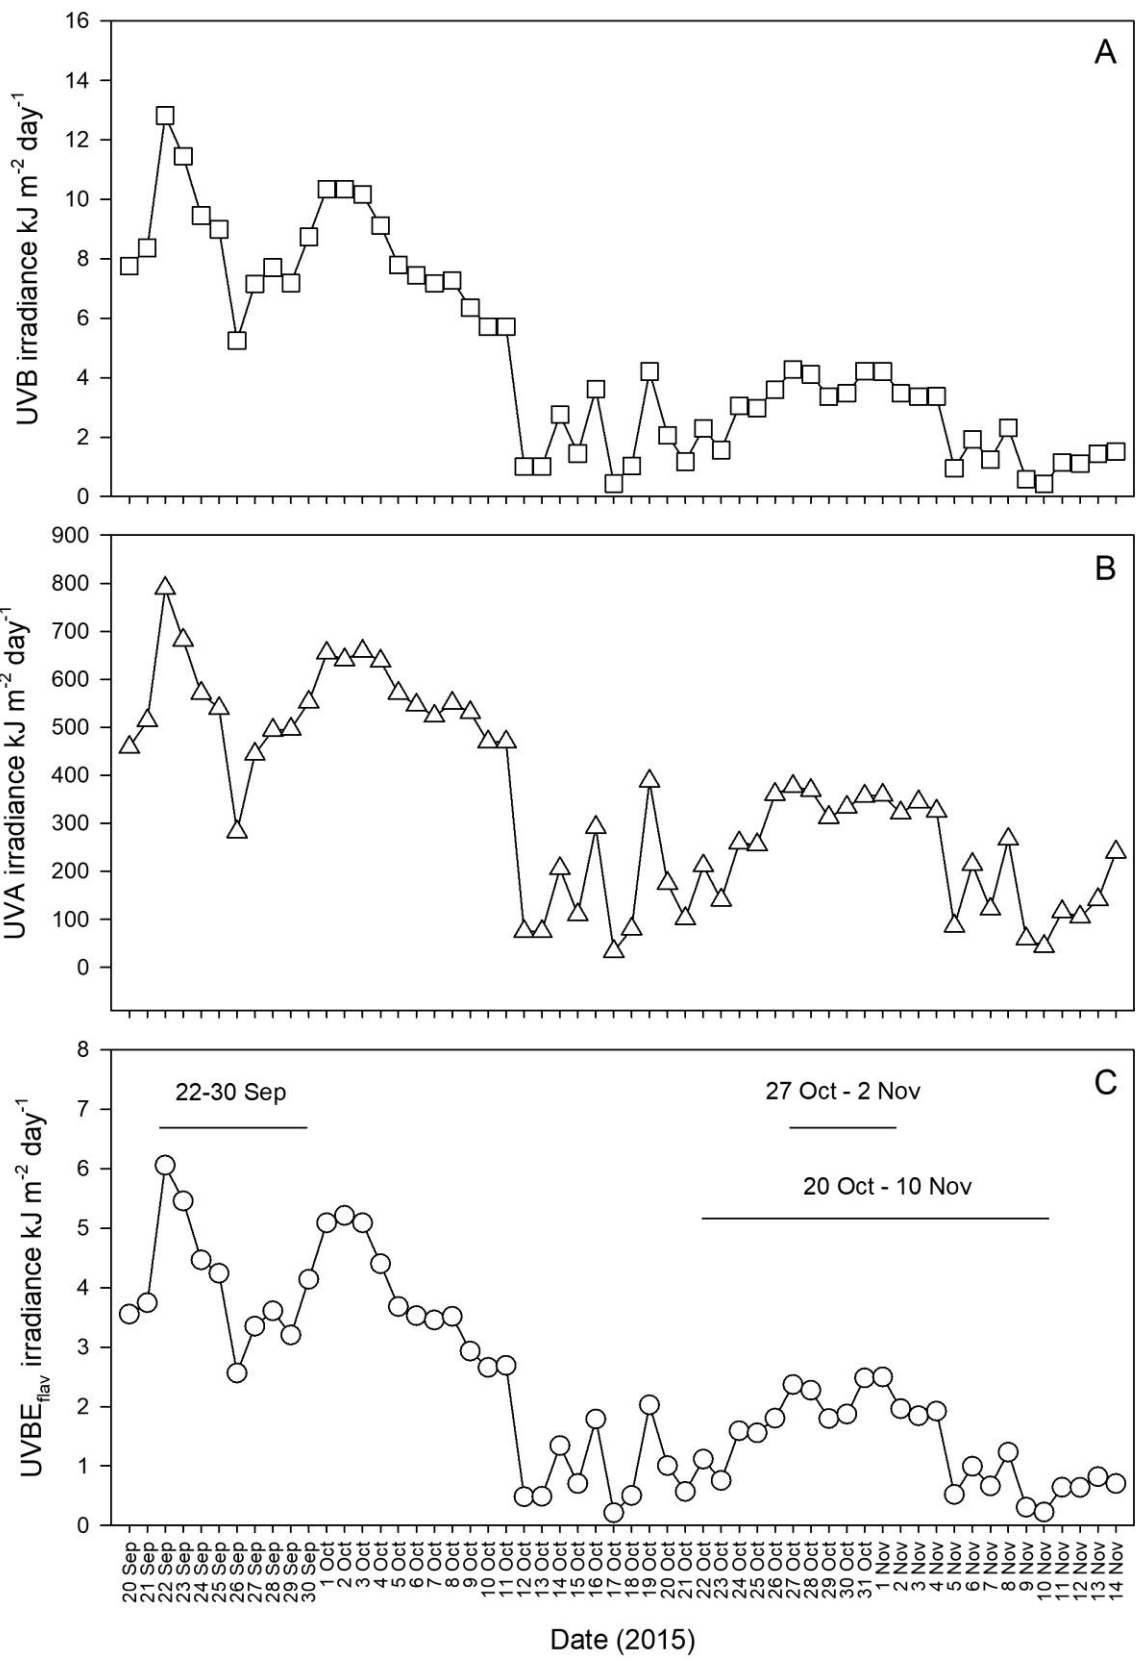 A
UVB irradiance kJ m-2 day-1
16
14
12
10
8
6
4
2
0
B
UVA irradiance kJ m-2 day-1
900
800
700
600
500
400
300
200
100
0
C
UVBEflav irradiance kJ m-2 day-1
8
7
6
5
4
3
2
1
0
22-30 Sep
27 Oct - 2 Nov
20 Oct - 10 Nov
20 Sep
21 Sep
22 Sep
23 Sep
24 Sep
25 Sep
26 Sep
27 Sep
28 Sep
29 Sep
30 Sep
1 Oct
2 Oct
3 Oct
4 Oct
5 Oct
6 Oct
7 Oct
8 Oct
9 Oct
10 Oct
11 Oct
12 Oct
13 Oct
14 Oct
15 Oct
16 Oct
17 Oct
18 Oct
19 Oct
20 Oct
21 Oct
22 Oct
23 Oct
24 Oct
25 Oct
26 Oct
27 Oct
28 Oct
29 Oct
30 Oct
31 Oct
1 Nov
2 Nov
3 Nov
4 Nov
5 Nov
6 Nov
7 Nov
8 Nov
9 Nov
10 Nov
11 Nov
12 Nov
13 Nov
14 Nov
Date (2015)